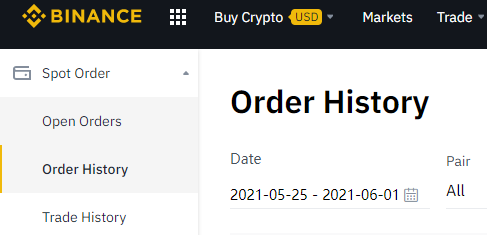 BINANCE
Buy Crypto USD
Markets
Trade
Spot Order
Open Orders
Order History
Trade History
Order History
Date
2021-05-25 - 2021-06-01
Pair
All